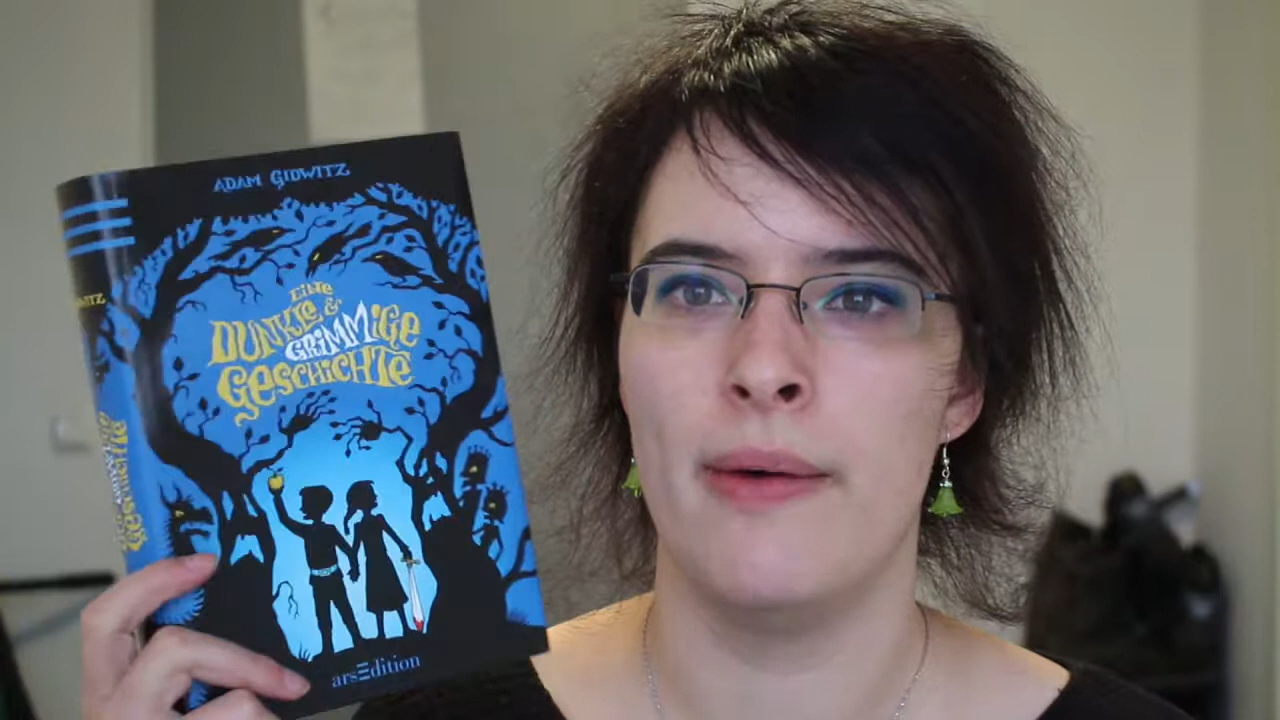 ADAM GIDWITZ
EINE
DUNKLE &
GRIMMIGE
GESCHICHTE
arsEdition